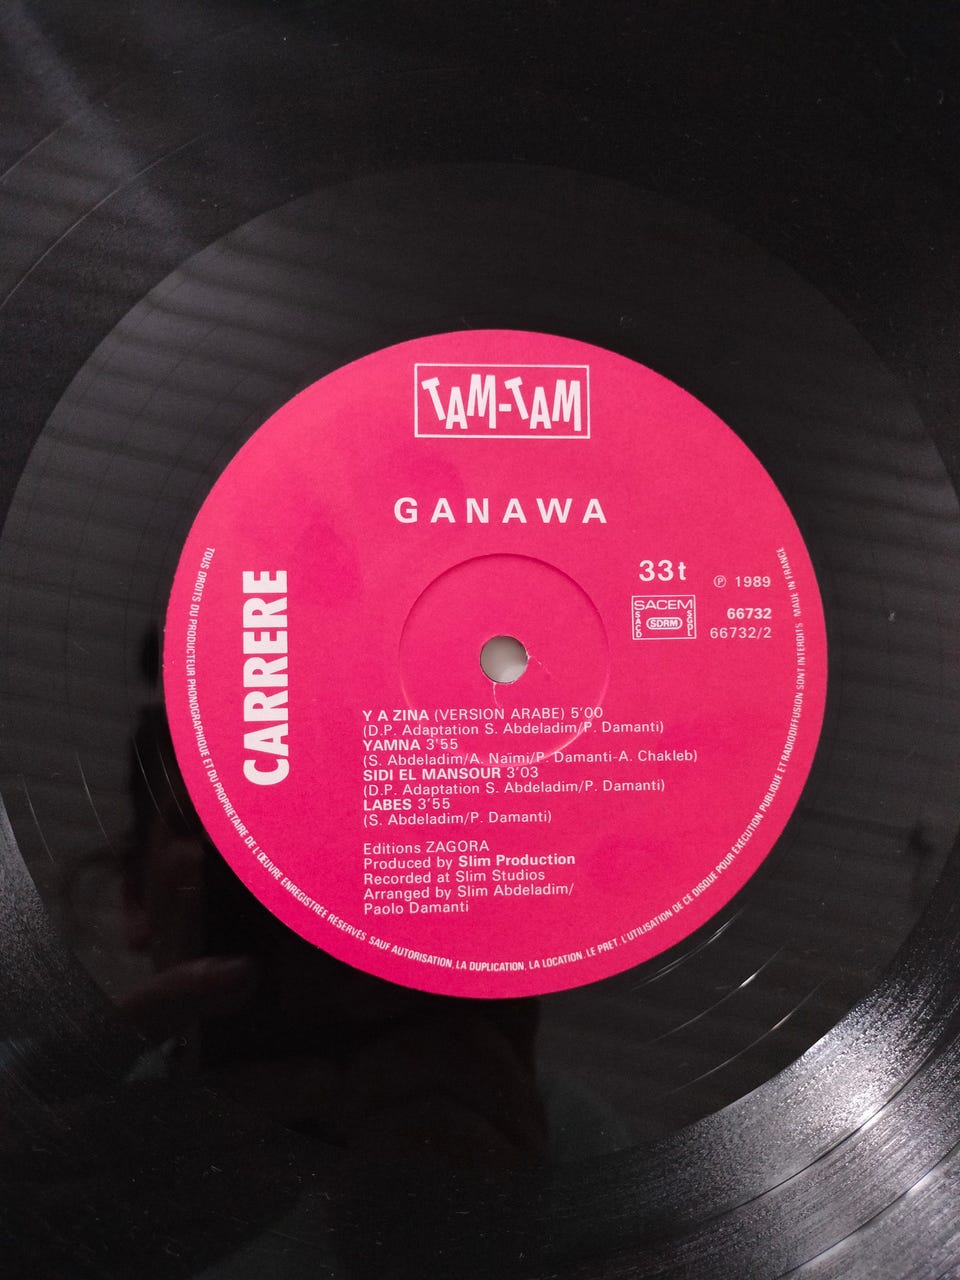 TAM-TAM
GANAWA
CARRERE
33t
℗ 1989
SACEM
SACD
SDRM
SGDL
66732
66732/2
Y A ZINA (VERSION ARABE) 5'00
(D.P. Adaptation S. Abdeladim/P. Damanti)
YAMNA 3'55
(S. Abdeladim/A. Naïmi/P. Damanti-A. Chakleb)
SIDI EL MANSOUR 3'03
(D.P. Adaptation S. Abdeladim/P. Damanti)
LABES 3'55
(S. Abdeladim/P. Damanti)
Editions ZAGORA
Produced by Slim Production
Recorded at Slim Studios
Arranged by Slim Abdeladim/
Paolo Damanti
TOUS DROITS DU PRODUCTEUR PHONOGRAPHIQUE ET DU PROPRIETAIRE DE L'ŒUVRE ENREGISTREE RESERVES SAUF AUTORISATION, LA DUPLICATION, LA LOCATION, LE PRET, L'UTILISATION DE CE DISQUE POUR EXECUTION PUBLIQUE ET RADIODIFFUSION SONT INTERDITS MADE IN FRANCE